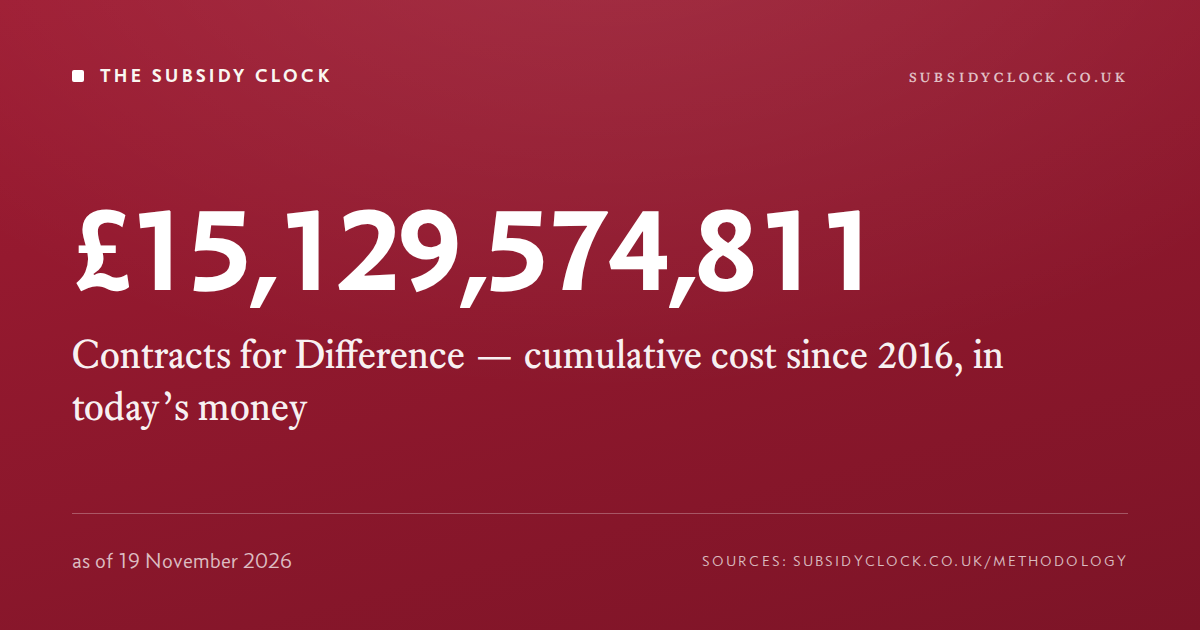 THE SUBSIDY CLOCK
SUBSIDYCLOCK.CO.UK
£15,129,574,811
Contracts for Difference — cumulative cost since 2016, in
today’s money
as of 19 November 2026
SOURCES: SUBSIDYCLOCK.CO.UK/METHODOLOGY